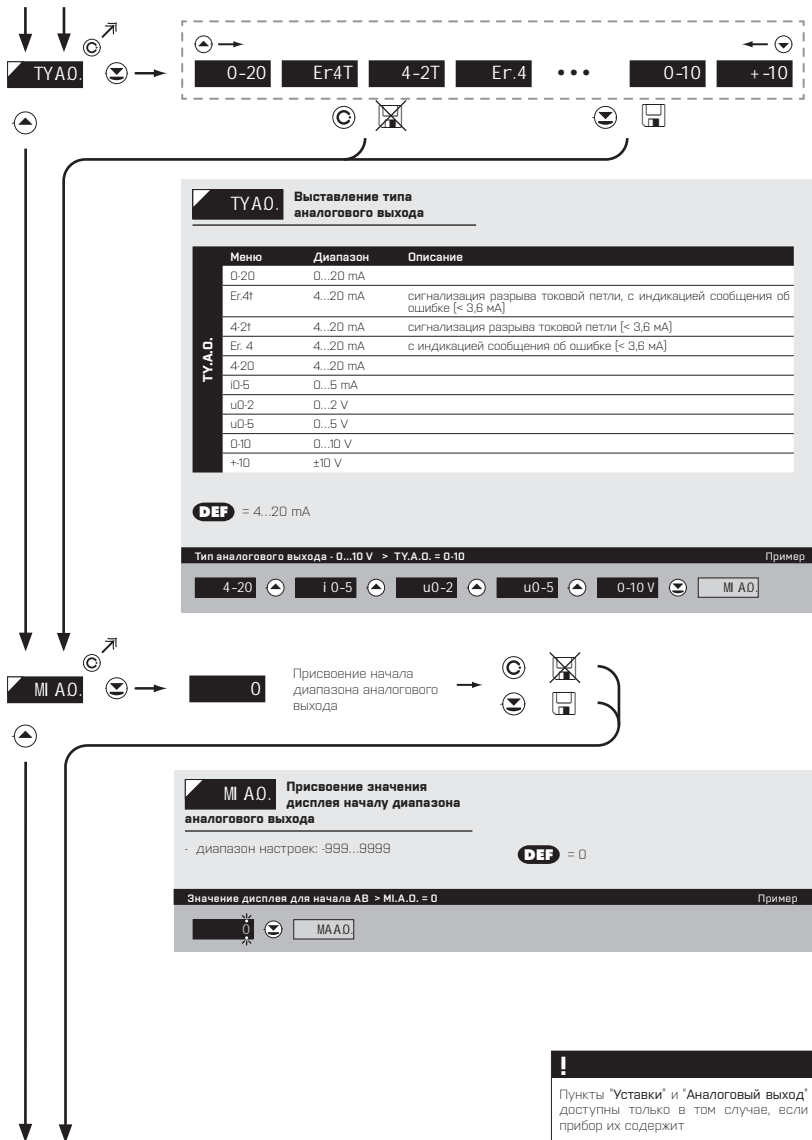 TY.A.O.
0-20 Er4T 4-2T Er.4 ••• 0-10 +-10
TY.A.O. Выставление типа
аналогового выхода
TY.A.O.
Меню Диапазон Описание
0-20 0...20 mA
Er.4t 4...20 mA сигнализация разрыва токовой петли, с индикацией сообщения об
ошибке (< 3,6 мА)
4-2t 4...20 mA сигнализация разрыва токовой петли (< 3,6 мА)
Er. 4 4...20 mA с индикацией сообщения об ошибке (< 3,6 мА)
4-20 4...20 mA
i0-5 0...5 mA
u0-2 0...2 V
u0-5 0...5 V
0-10 0...10 V
+-10 ±10 V
DEF = 4...20 mA
Тип аналогового выхода - 0...10 V > TY.A.O. = 0-10 Пример
4-20 i 0-5 u0-2 u0-5 0-10 V MI A.O.
MI A.O. 0 Присвоение начала
диапазона аналогового
выхода
MI A.O. Присвоение значения
дисплея началу диапазона
аналогового выхода
- диапазон настроек: -999...9999 DEF = 0
Значение дисплея для начала АВ > MI.A.O. = 0 Пример
0 MA A.O.
!
Пункты "Уставки" и "Аналоговый выход"
доступны только в том случае, если
прибор их содержит